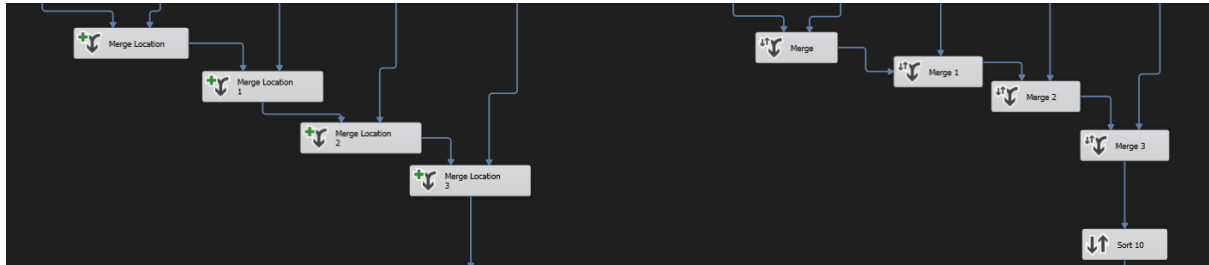 Merge Location
Merge Location
1
Merge Location
2
Merge Location
3
Merge
Merge 1
Merge 2
Merge 3
Sort 10